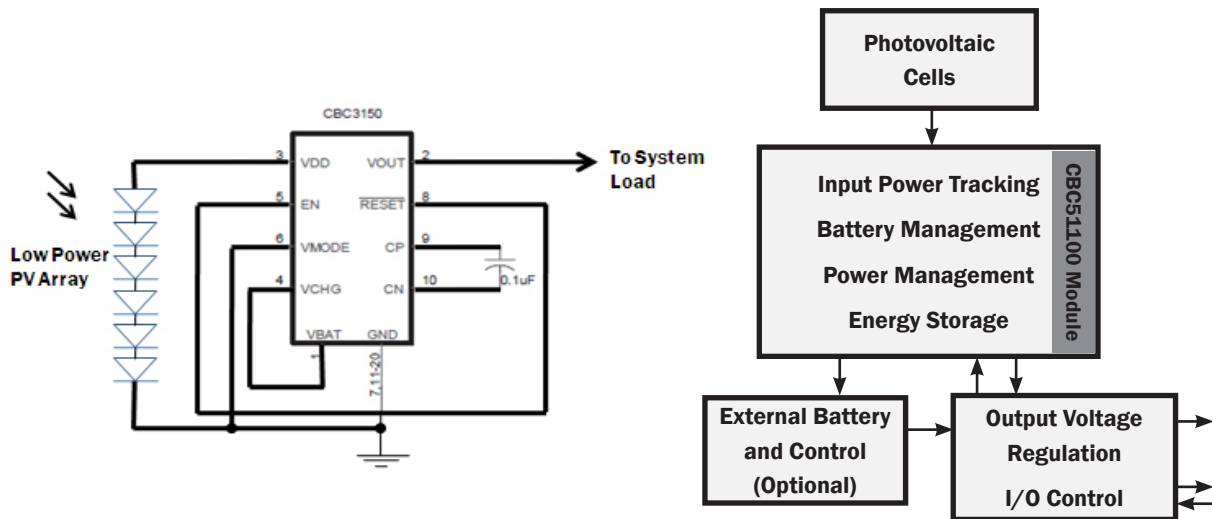 CBC3150
3 VDD VOUT 2
To System
Load
5 EN RESET 8
6 VMODE CP 9
Low Power
PV Array
4 VCHG CN 10
0.1uF
VBAT GND
1
7,11-20
Photovoltaic
Cells
Input Power Tracking
Battery Management
Power Management
Energy Storage
CBC51100 Module
External Battery
and Control
(Optional)
Output Voltage
Regulation
I/O Control